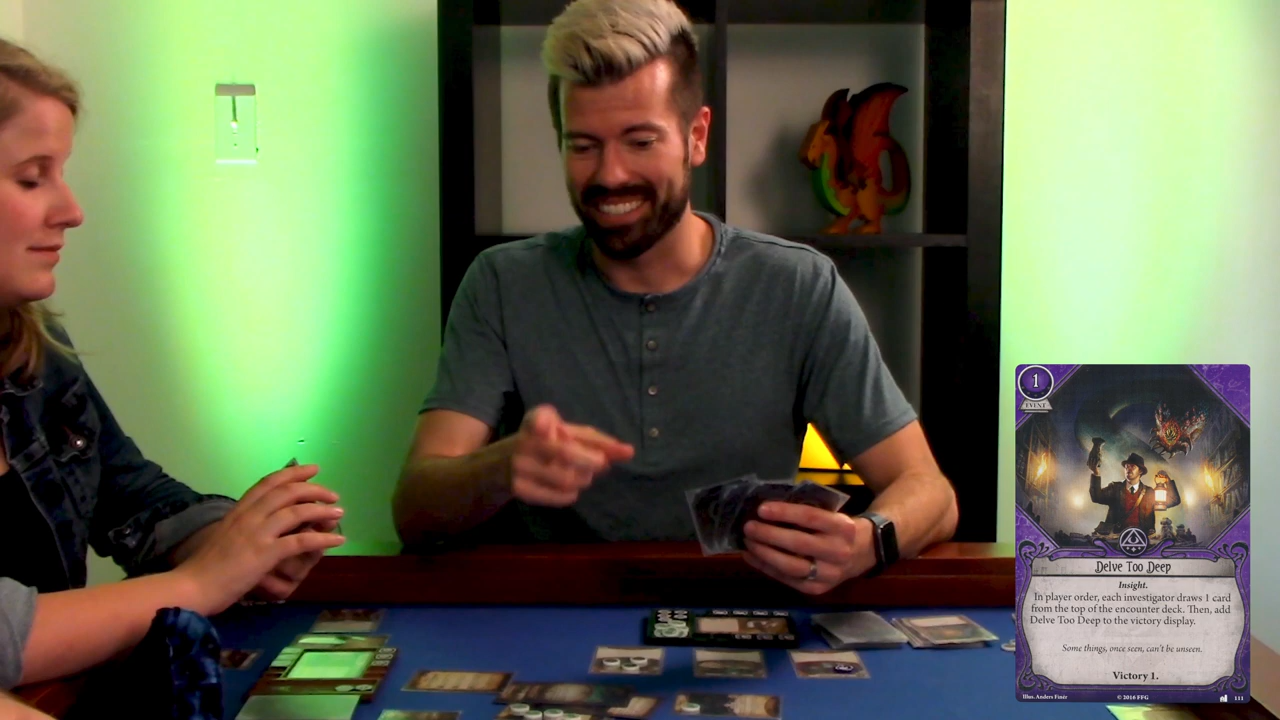 1
EVENT
Delve Too Deep
Insight.
In player order, each investigator draws 1 card
from the top of the encounter deck. Then, add
Delve Too Deep to the victory display.
Some things, once seen, can't be unseen.
Victory 1.
Illus. Anders Finér
© 2016 FFG
111